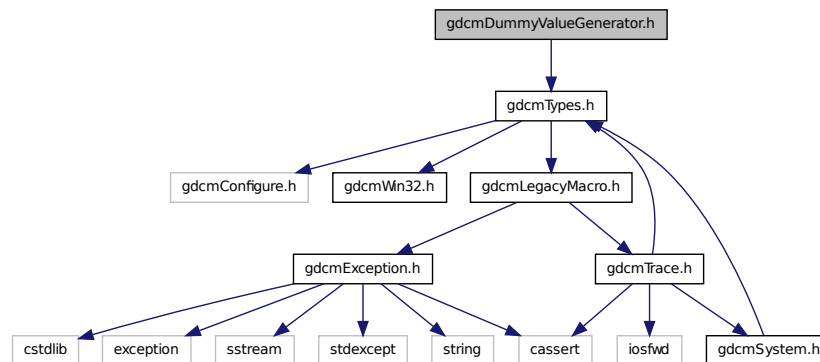 gdcmDummyValueGenerator.h
gdcmTypes.h
gdcmConfigure.h
gdcmWin32.h
gdcmLegacyMacro.h
gdcmException.h
gdcmTrace.h
cstdlib
exception
sstream
stdexcept
string
cassert
iosfwd
gdcmSystem.h